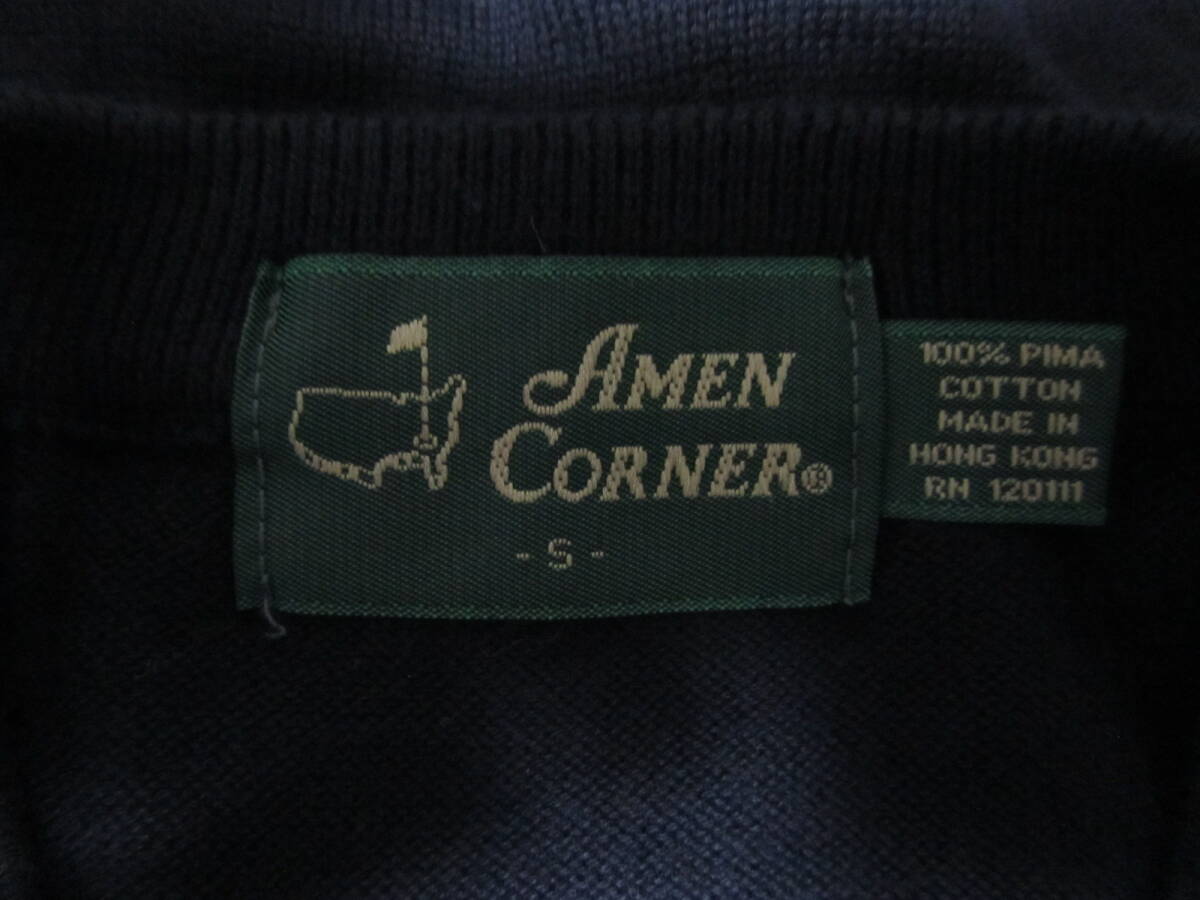 AMEN
CORNER®
- S -
100% PIMA
COTTON
MADE IN
HONG KONG
RN 120111